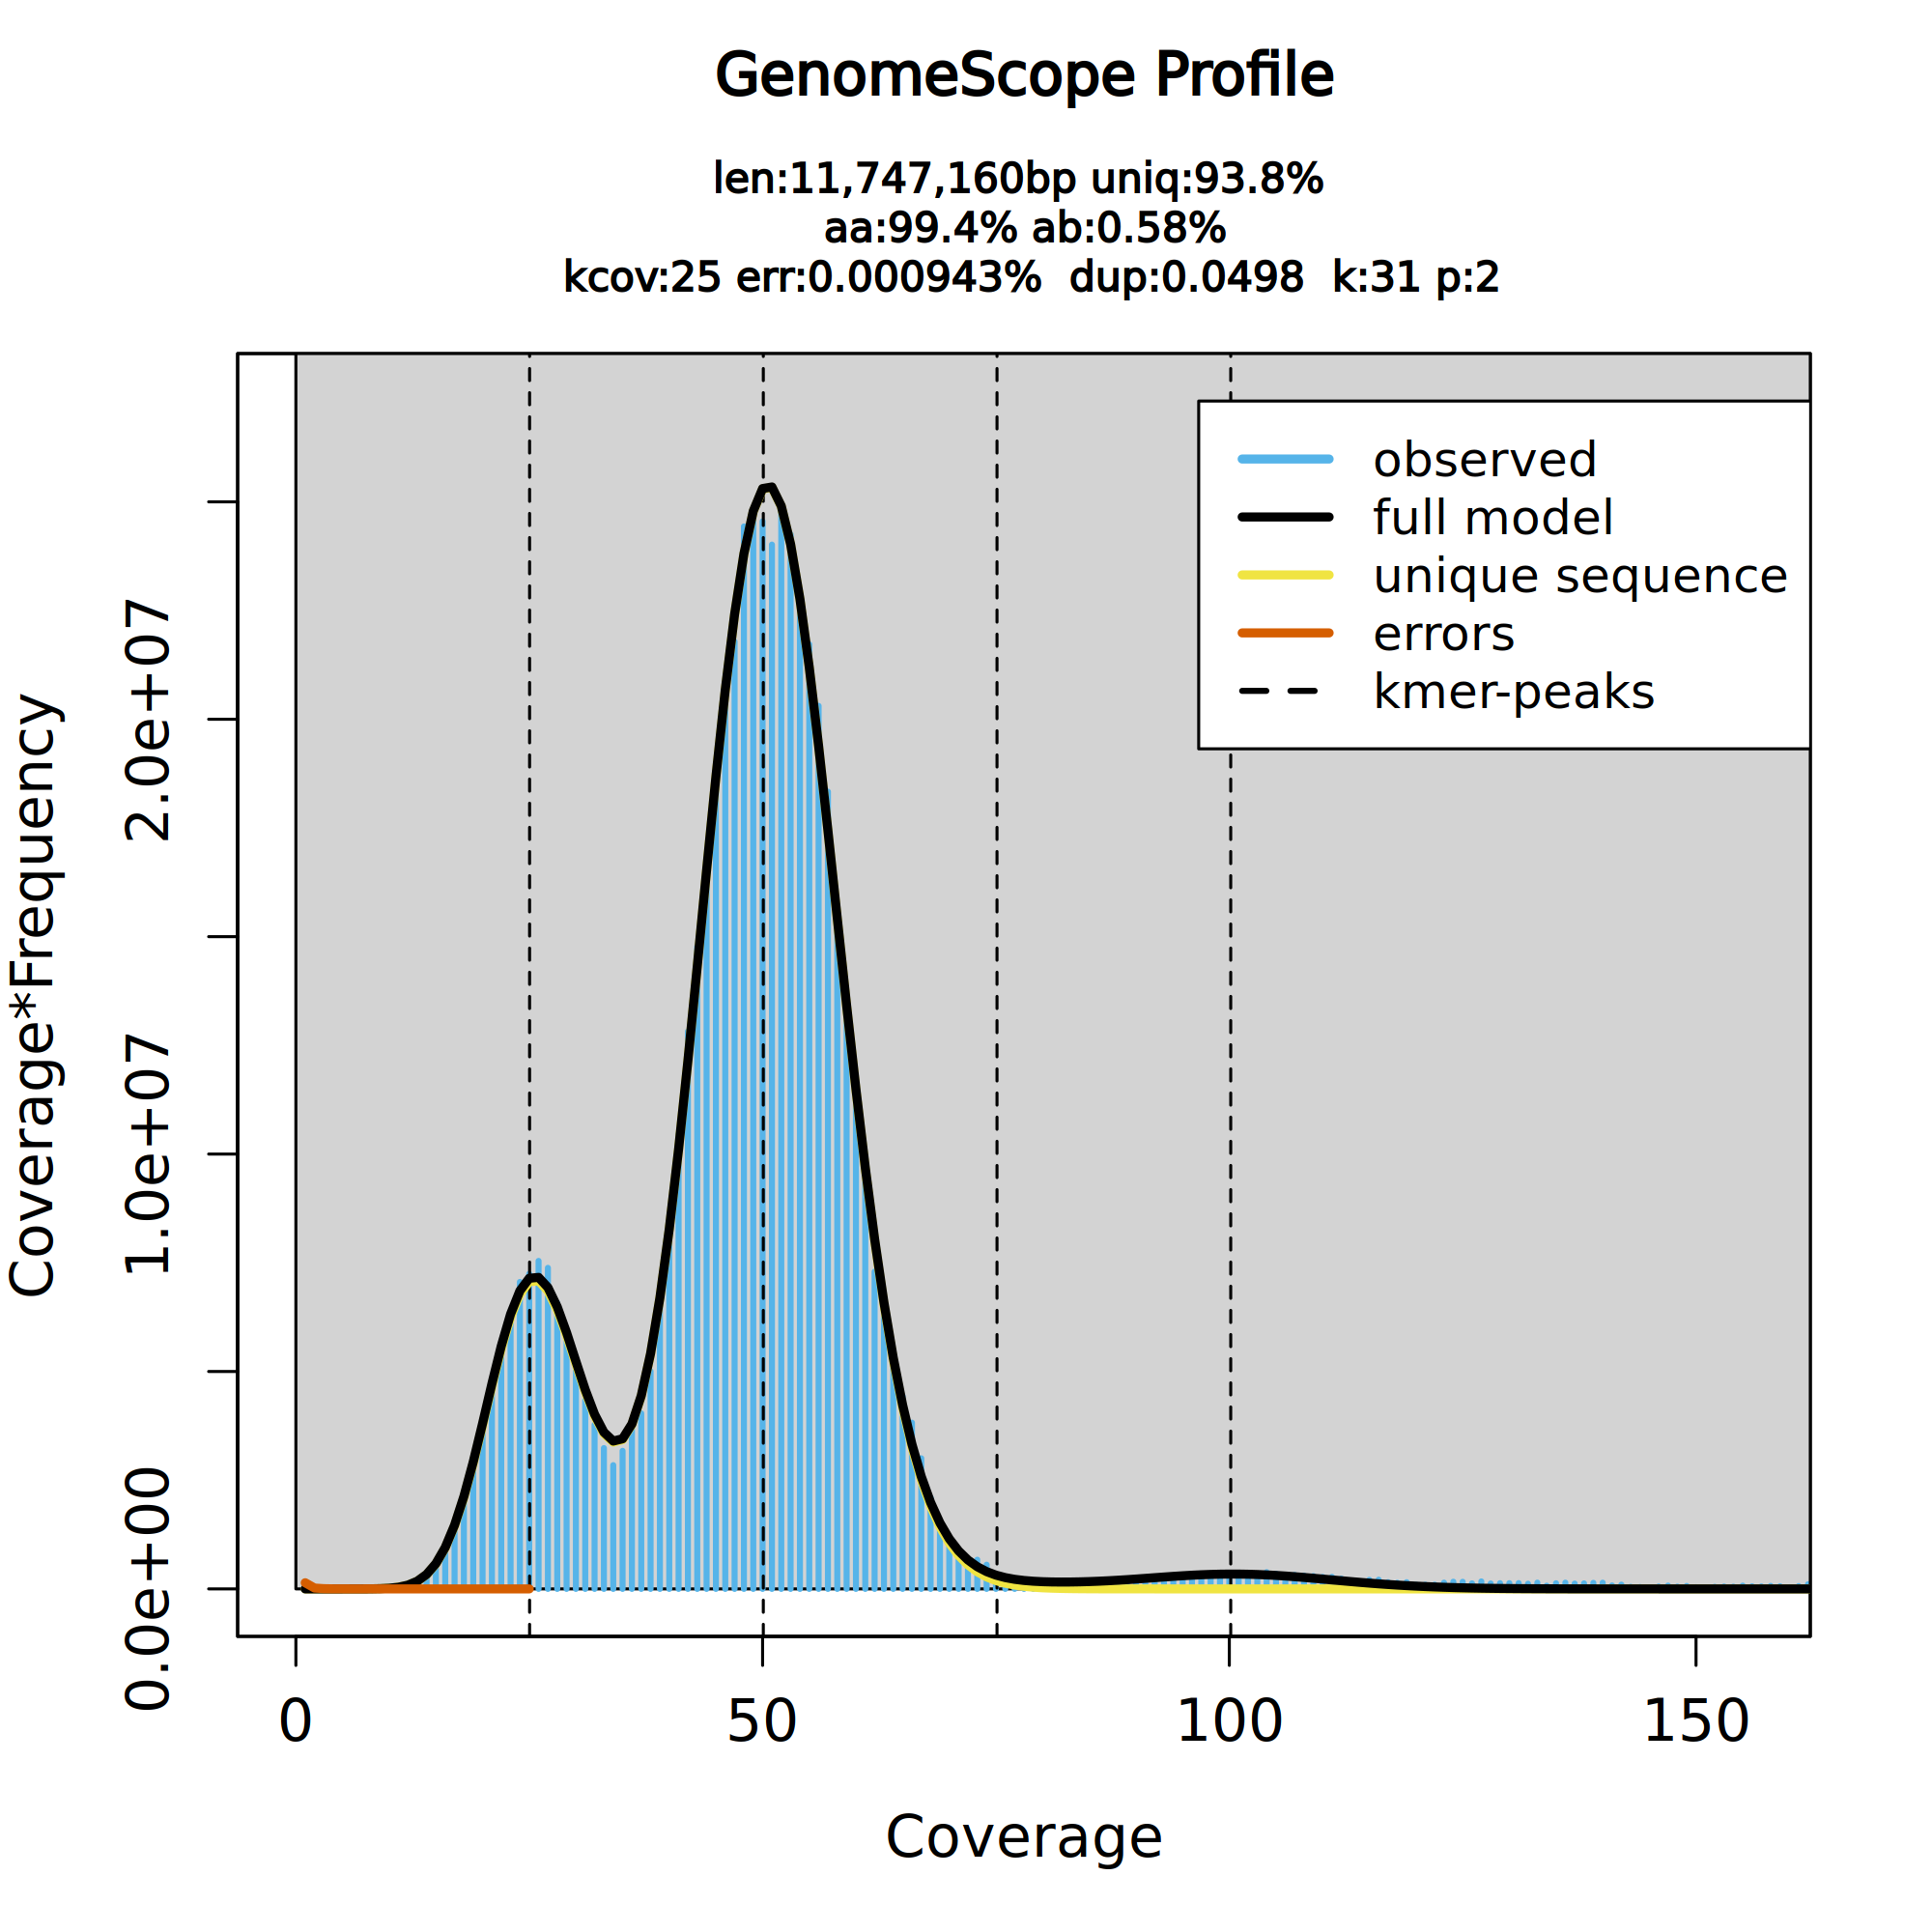 GenomeScope Profile
len:11,747,160bp uniq:93.8%
aa:99.4% ab:0.58%
kcov:25 err:0.000943% dup:0.0498 k:31 p:2
observed
full model
unique sequence
errors
kmer-peaks
Coverage*Frequency
0.0e+00 1.0e+07 2.0e+07
0 50 100 150
Coverage